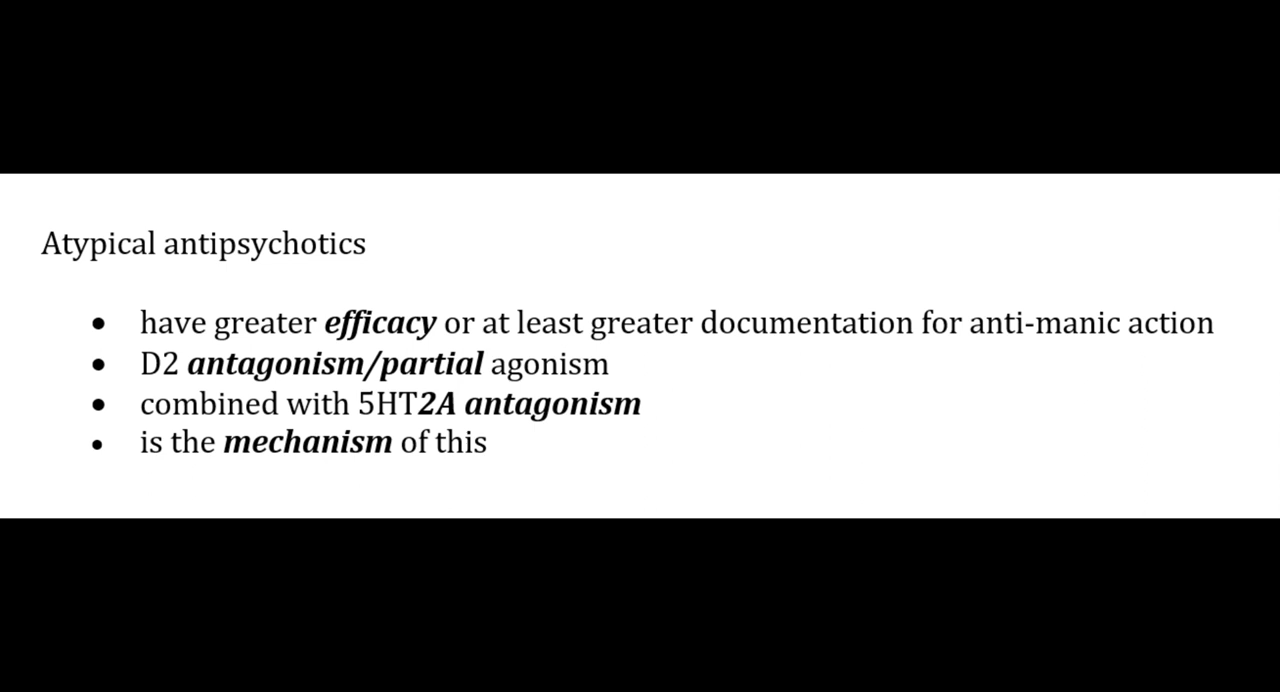 Atypical antipsychotics
• have greater efficacy or at least greater documentation for anti-manic action
• D2 antagonism/partial agonism
• combined with 5HT2A antagonism
• is the mechanism of this